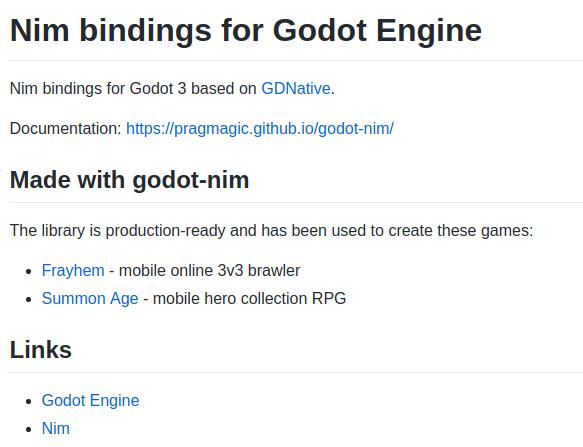 Nim bindings for Godot Engine
Nim bindings for Godot 3 based on GDNative.
Documentation: https://pragmagic.github.io/godot-nim/
Made with godot-nim
The library is production-ready and has been used to create these games:
• Frayhem - mobile online 3v3 brawler
• Summon Age - mobile hero collection RPG
Links
• Godot Engine
• Nim